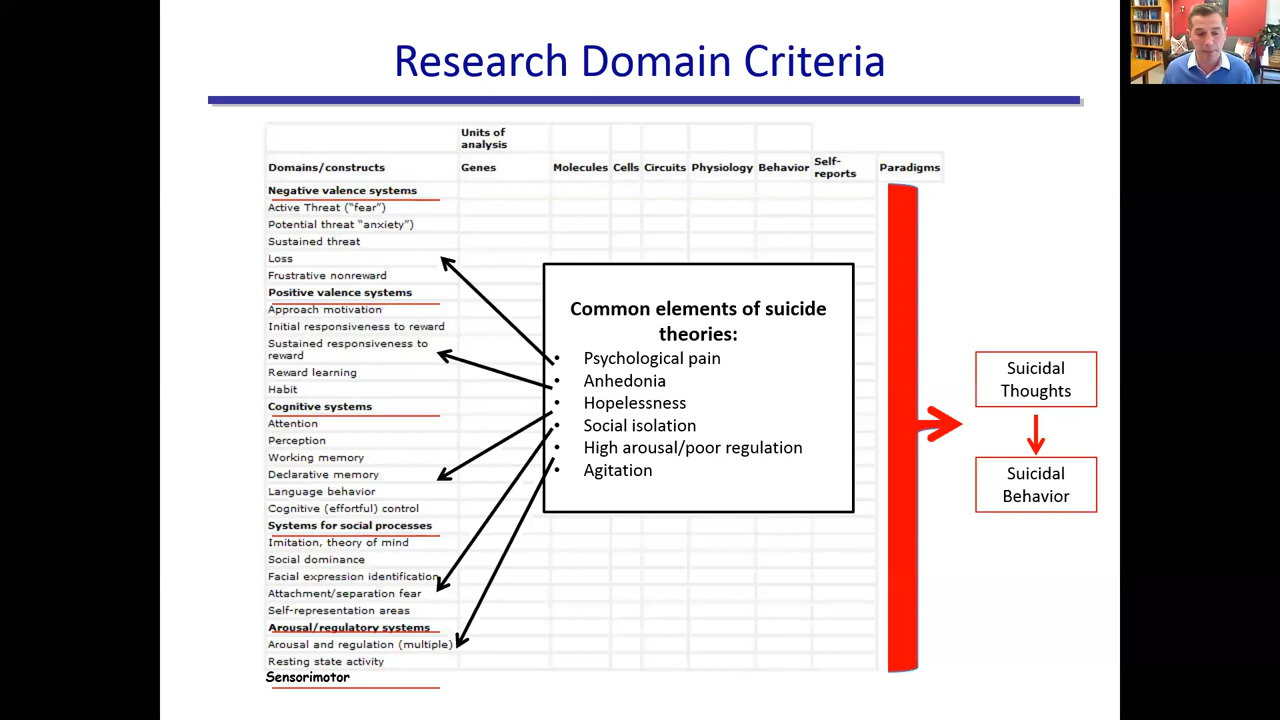 Research Domain Criteria
Units of
analysis
Domains/constructs Genes Molecules Cells Circuits Physiology Behavior Self-
reports Paradigms
Negative valence systems
Active Threat (“fear”)
Potential threat “anxiety”)
Sustained threat
Loss
Frustrative nonreward
Positive valence systems
Approach motivation
Initial responsiveness to reward
Sustained responsiveness to
reward
Reward learning
Habit
Cognitive systems
Attention
Perception
Working memory
Declarative memory
Language behavior
Cognitive (effortful) control
Systems for social processes
Imitation, theory of mind
Social dominance
Facial expression identification
Attachment/separation fear
Self-representation areas
Arousal/regulatory systems
Arousal and regulation (multiple)
Resting state activity
Sensorimotor
Common elements of suicide
theories:
• Psychological pain
• Anhedonia
• Hopelessness
• Social isolation
• High arousal/poor regulation
• Agitation
Suicidal
Thoughts
Suicidal
Behavior